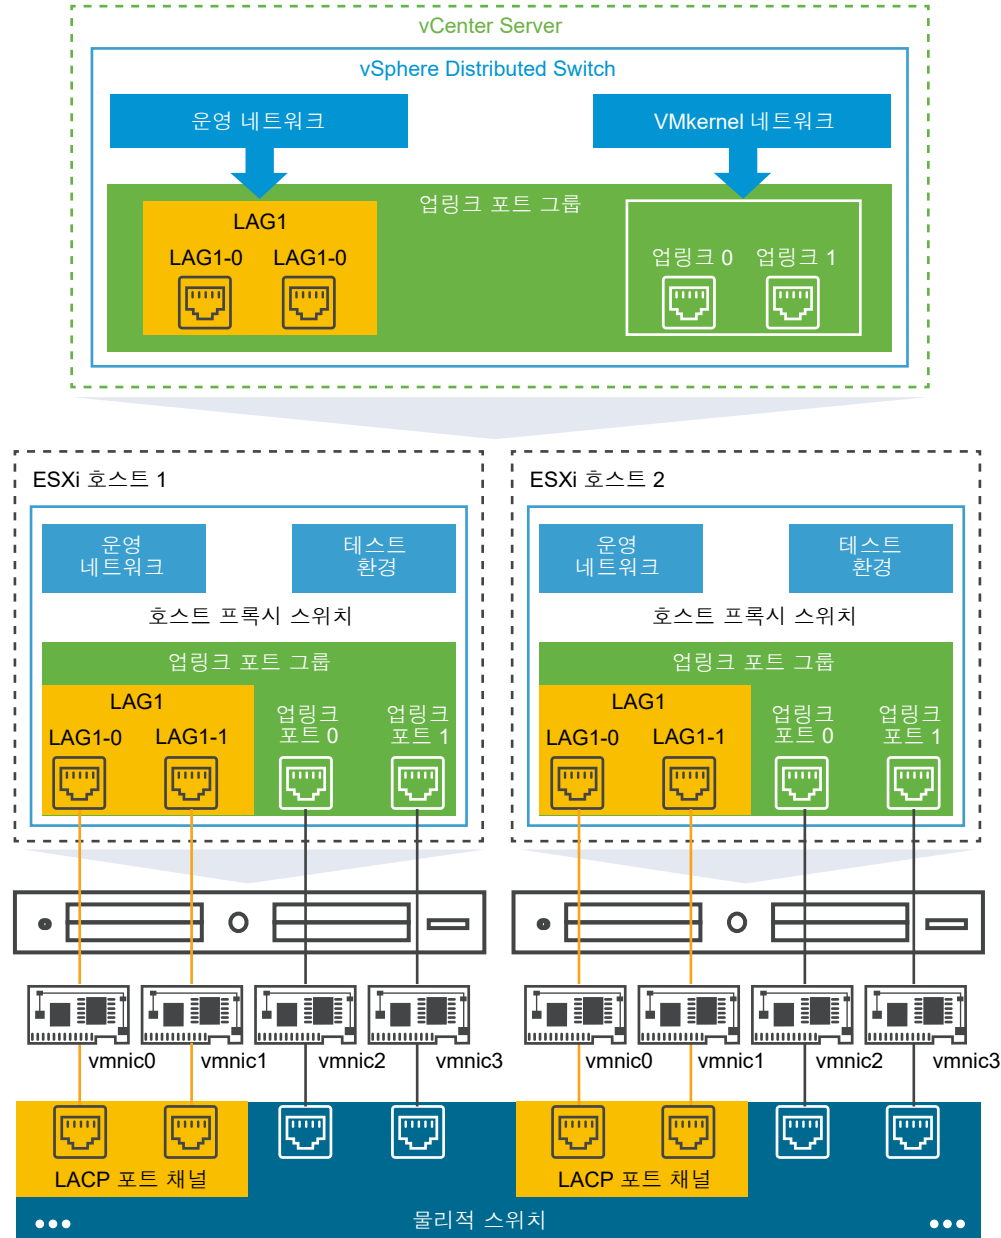 vCenter Server
vSphere Distributed Switch
운영 네트워크
VMkernel 네트워크
업링크 포트 그룹
LAG1
LAG1-0
LAG1-0
업링크 0
업링크 1
ESXi 호스트 1
운영
네트워크
테스트
환경
호스트 프록시 스위치
업링크 포트 그룹
LAG1
LAG1-0
LAG1-1
업링크
포트 0
업링크
포트 1
ESXi 호스트 2
운영
네트워크
테스트
환경
호스트 프록시 스위치
업링크 포트 그룹
LAG1
LAG1-0
LAG1-1
업링크
포트 0
업링크
포트 1
vmnic0
vmnic1
vmnic2
vmnic3
vmnic0
vmnic1
vmnic2
vmnic3
LACP 포트 채널
LACP 포트 채널
물리적 스위치